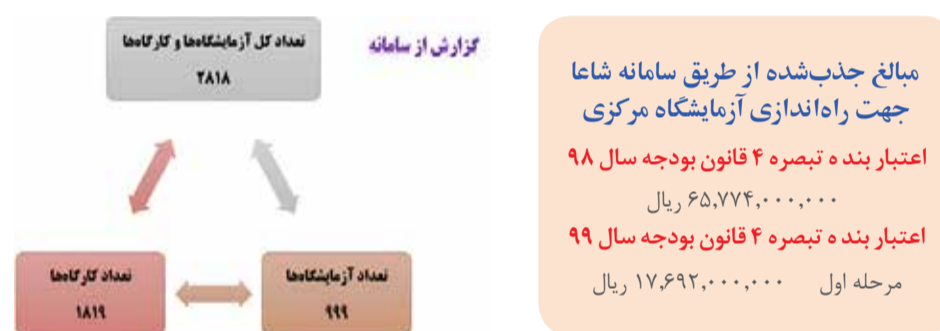 گزارش از سامانه
تعداد کل آزمایشگاه‌ها و کارگاه‌ها
۲۸۱۸
تعداد آزمایشگاه‌ها
۹۹۹
تعداد کارگاه‌ها
۱۸۱۹
مبالغ جذب‌شده از طریق سامانه شاعا
جهت راه‌اندازی آزمایشگاه مرکزی
اعتبار بند ه تبصره ۴ قانون بودجه سال ۹۸
۶۵,۷۷۴,۰۰۰,۰۰۰ ریال
اعتبار بند ه تبصره ۴ قانون بودجه سال ۹۹
مرحله اول ۱۷,۶۹۲,۰۰۰,۰۰۰ ریال